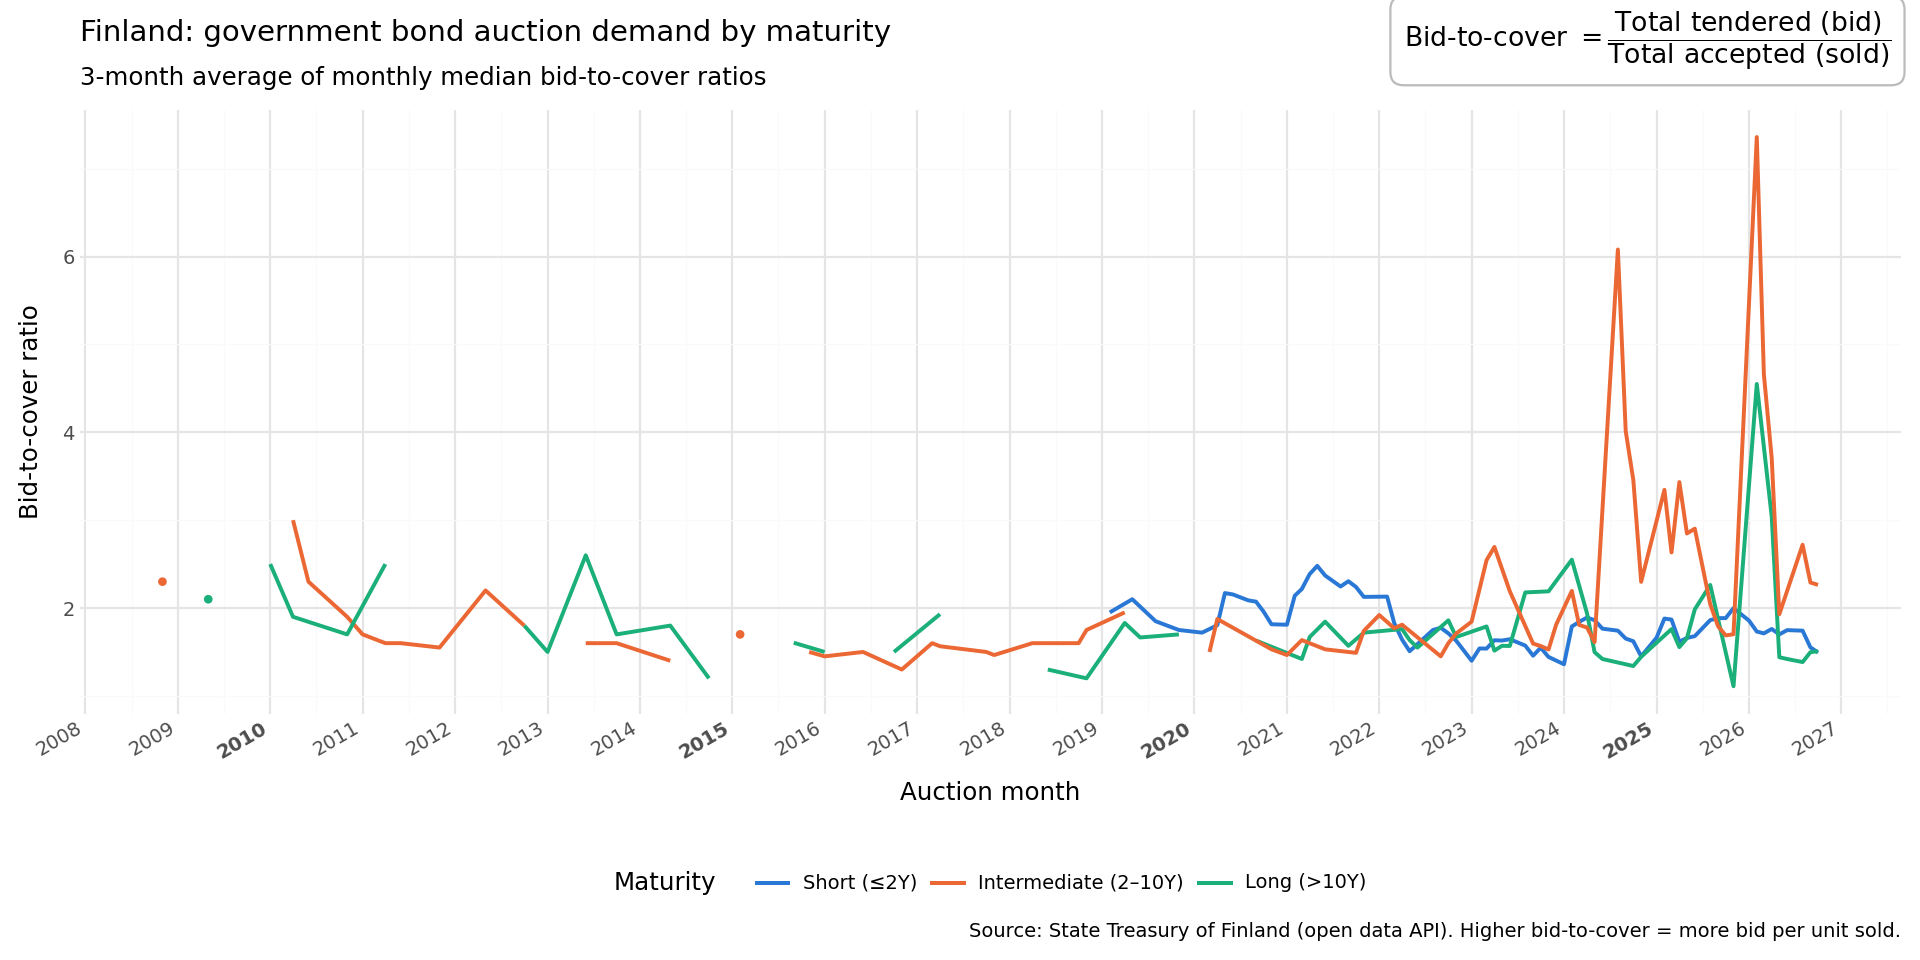 Finland: government bond auction demand by maturity
3-month average of monthly median bid-to-cover ratios
Bid-to-cover = Total tendered (bid)
Total accepted (sold)
Bid-to-cover ratio
6
4
2
2008 2009 2010 2011 2012 2013 2014 2015 2016 2017 2018 2019 2020 2021 2022 2023 2024 2025 2026 2027
Auction month
Maturity Short (≤2Y) Intermediate (2–10Y) Long (>10Y)
Source: State Treasury of Finland (open data API). Higher bid-to-cover = more bid per unit sold.